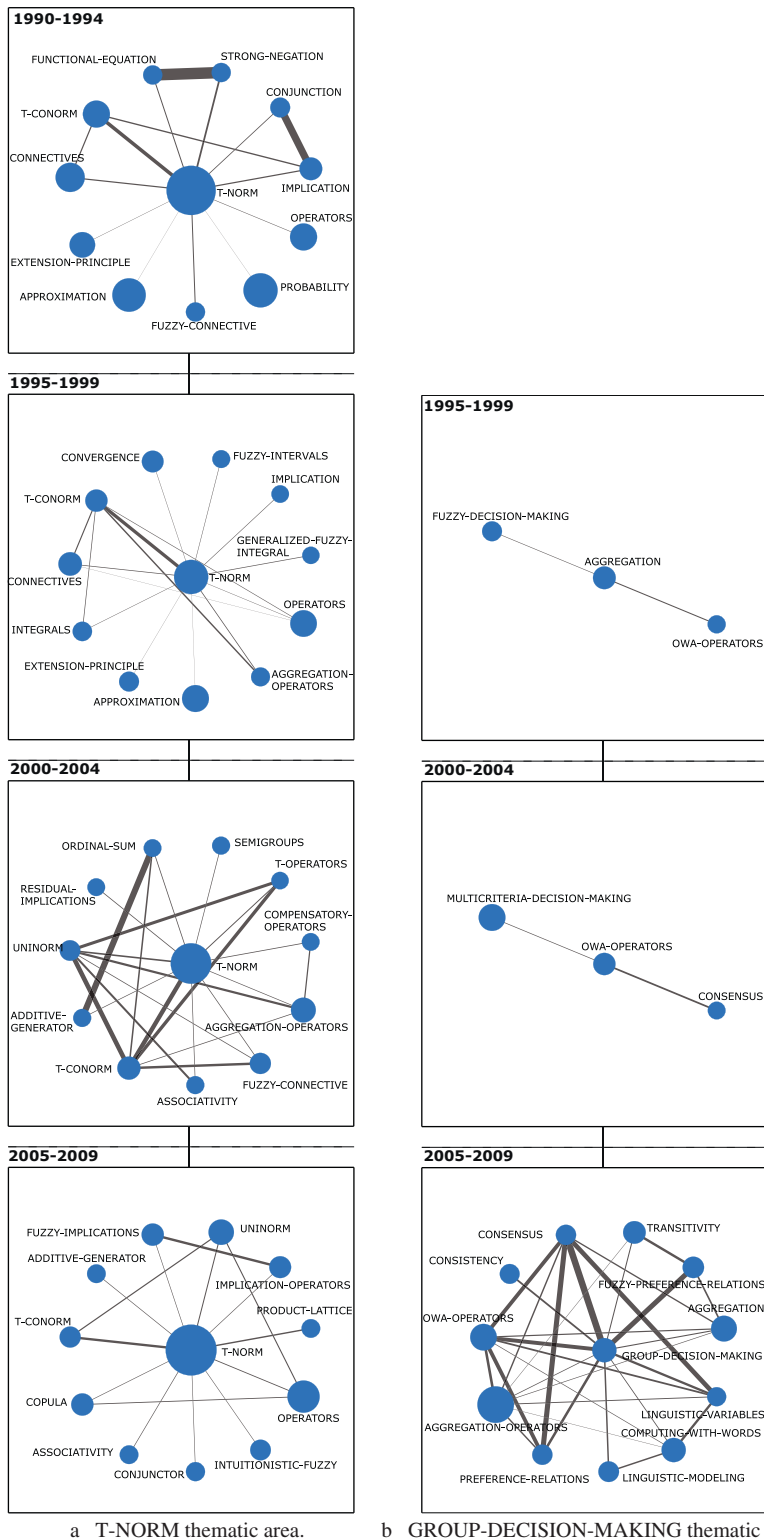 1990-1994
FUNCTIONAL-EQUATION
STRONG-NEGATION
CONJUNCTION
T-CONORM
CONNECTIVES
T-NORM
IMPLICATION
OPERATORS
EXTENSION-PRINCIPLE
APPROXIMATION
PROBABILITY
FUZZY-CONNECTIVE
1995-1999
CONVERGENCE
FUZZY-INTERVALS
IMPLICATION
T-CONORM
GENERALIZED-FUZZY-
INTEGRAL
CONNECTIVES
T-NORM
OPERATORS
INTEGRALS
EXTENSION-PRINCIPLE
AGGREGATION-
OPERATORS
APPROXIMATION
2000-2004
ORDINAL-SUM
SEMIGROUPS
T-OPERATORS
RESIDUAL-
IMPLICATIONS
COMPENSATORY-
OPERATORS
UNINORM
T-NORM
ADDITIVE-
GENERATOR
AGGREGATION-OPERATORS
T-CONORM
FUZZY-CONNECTIVE
ASSOCIATIVITY
2005-2009
FUZZY-IMPLICATIONS
UNINORM
ADDITIVE-GENERATOR
IMPLICATION-OPERATORS
PRODUCT-LATTICE
T-CONORM
T-NORM
COPULA
OPERATORS
ASSOCIATIVITY
CONJUNCTOR
INTUITIONISTIC-FUZZY
a T-NORM thematic area.
1995-1999
FUZZY-DECISION-MAKING
AGGREGATION
OWA-OPERATORS
2000-2004
MULTICRITERIA-DECISION-MAKING
OWA-OPERATORS
CONSENSUS
2005-2009
CONSENSUS
TRANSITIVITY
CONSISTENCY
FUZZY-PREFERENCE-RELATIONS
OWA-OPERATORS
AGGREGATION
GROUP-DECISION-MAKING
AGGREGATION-OPERATORS
LINGUISTIC-VARIABLES
COMPUTING-WITH-WORDS
PREFERENCE-RELATIONS
LINGUISTIC-MODELING
b GROUP-DECISION-MAKING thematic